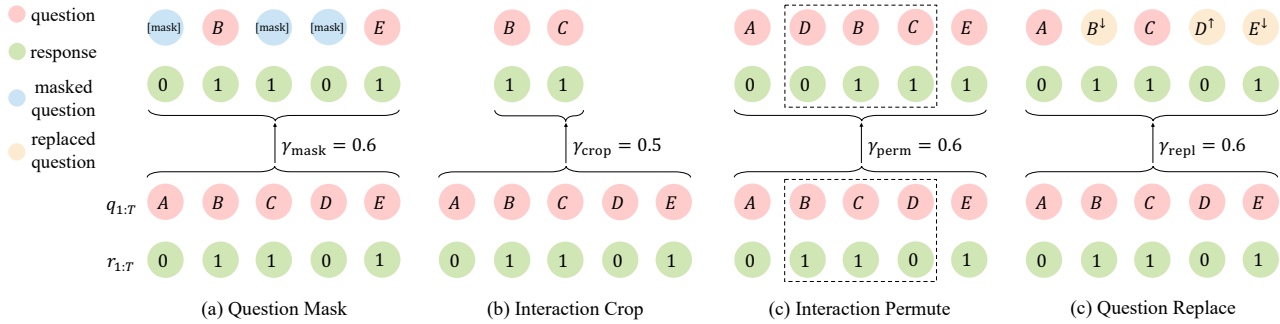 question
response
masked
question
replaced
question
[mask] B [mask] [mask] E
0 1 1 0 1
γmask = 0.6
q1:T A B C D E
r1:T 0 1 1 0 1
(a) Question Mask
B C
1 1
γcrop = 0.5
A B C D E
0 1 1 0 1
(b) Interaction Crop
A D B C E
0 0 1 1 1
γperm = 0.6
A B C D E
0 1 1 0 1
(c) Interaction Permute
A B↓ C D↑ E↓
0 1 1 0 1
γrepl = 0.6
A B C D E
0 1 1 0 1
(c) Question Replace